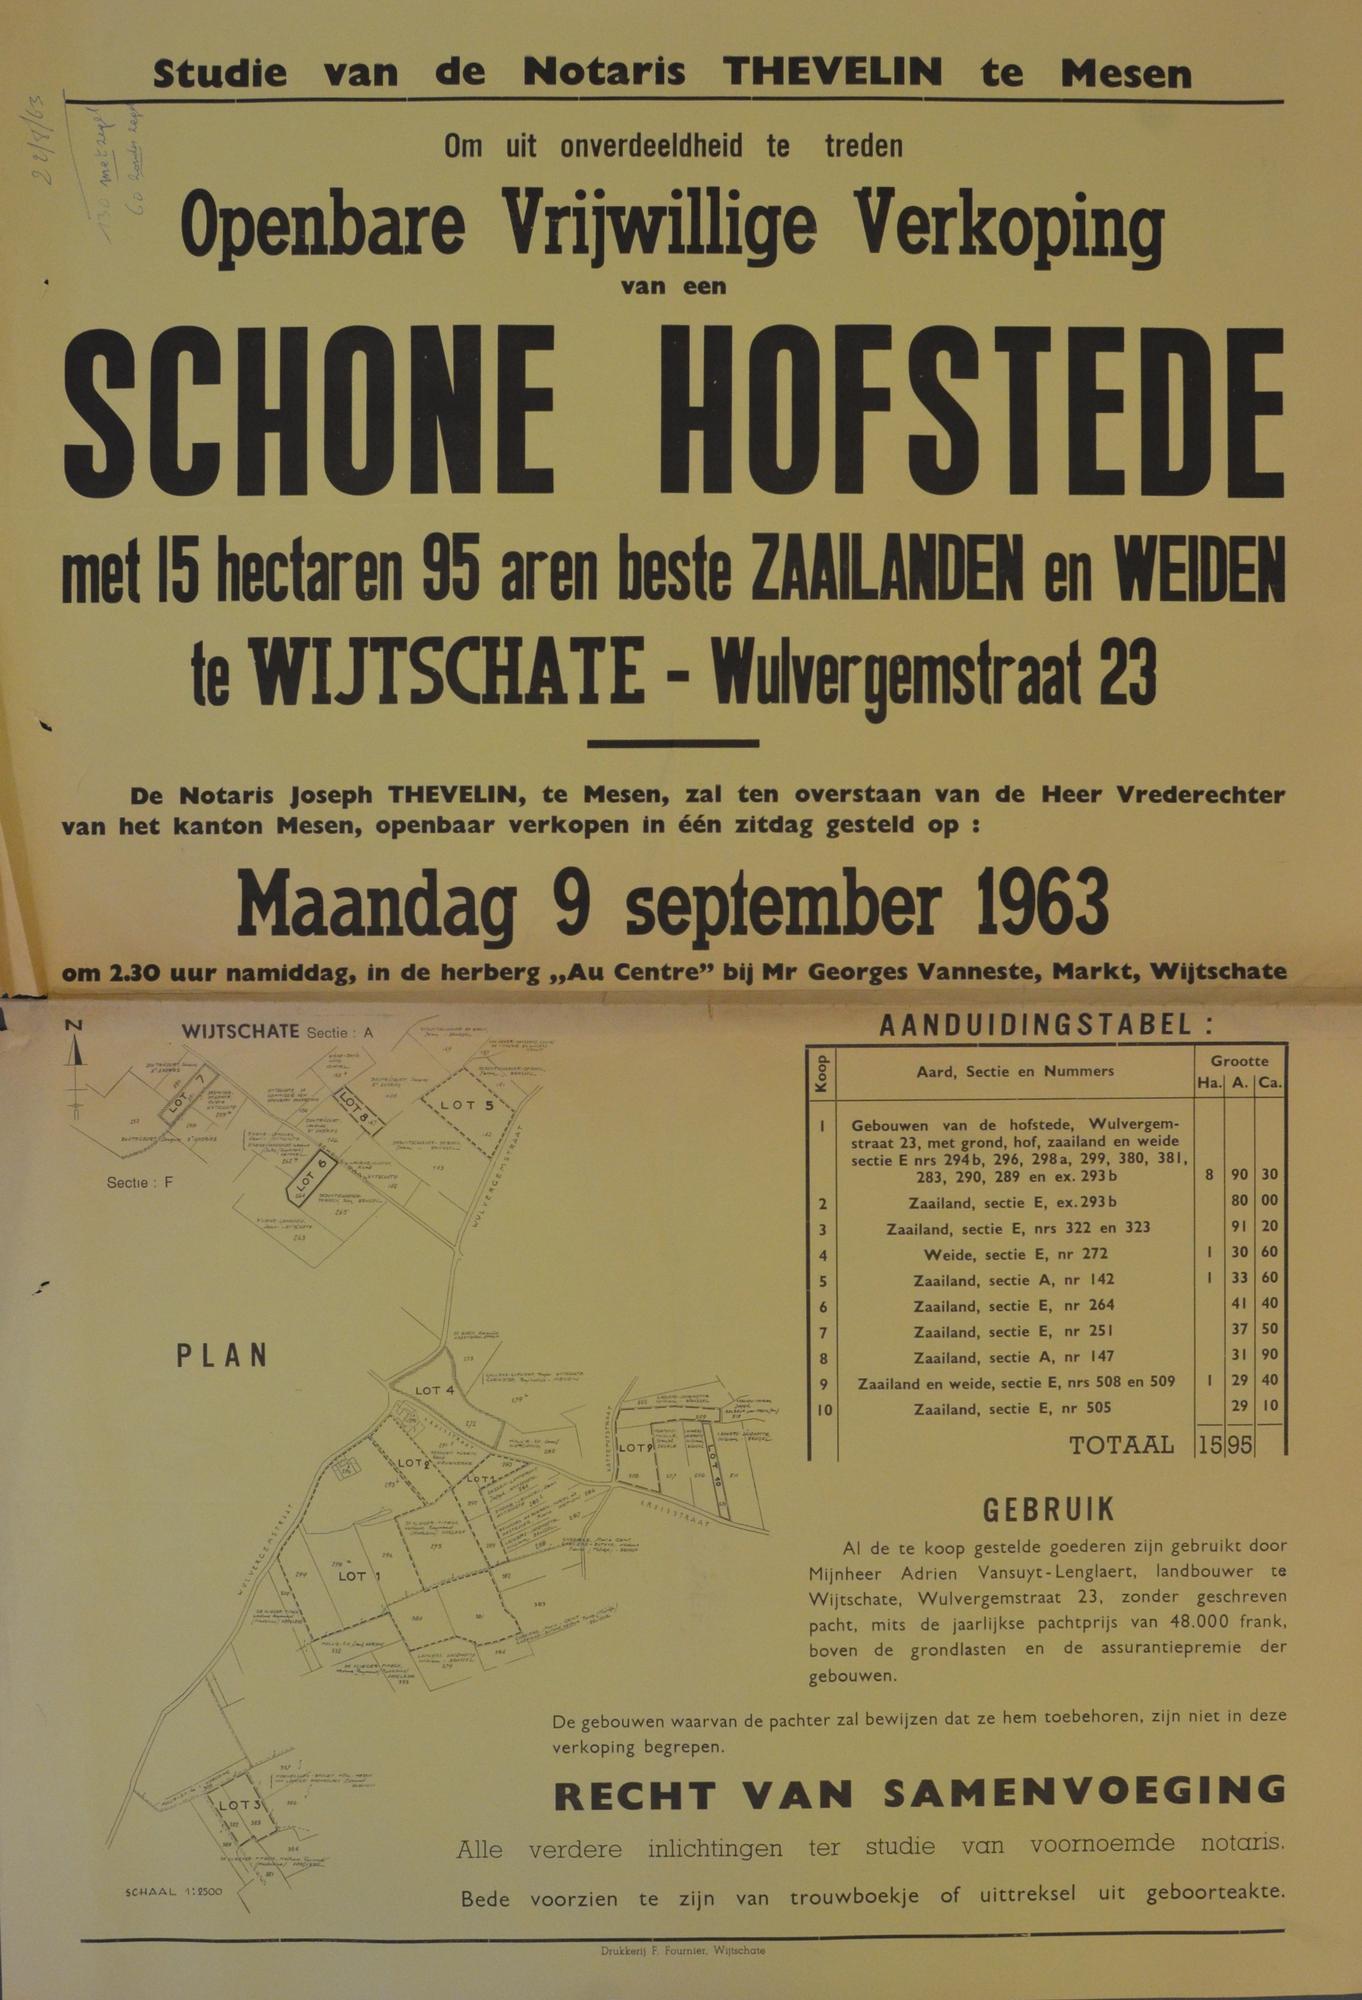 Studie van de Notaris THEVELIN te Mesen
22/8/63
130 met zegel
60 zonder zegel
Om uit onverdeeldheid te treden
Openbare Vrijwillige Verkoping
van een
SCHONE HOFSTEDE
met 15 hectaren 95 aren beste ZAAILANDEN en WEIDEN
te WIJTSCHATE - Wulvergemstraat 23
De Notaris Joseph THEVELIN, te Mesen, zal ten overstaan van de Heer Vrederechter
van het kanton Mesen, openbaar verkopen in één zitdag gesteld op :
Maandag 9 september 1963
om 2.30 uur namiddag, in de herberg „Au Centre” bij Mr Georges Vanneste, Markt, Wijtschate
N
WIJTSCHATE Sectie : A
LOT 7
LOT 8
LOT 5
LOT 6
Sectie : F
WULVERGEMSTRAAT
PLAN
LOT 4
LOT 2
LOT 1
LOT 9
LOT 10
KRUISSTRAAT
WULVERGEMSTRAAT
LOT 1
LOT 3
SCHAAL 1:2500
AANDUIDINGSTABEL :
Koop Aard, Sectie en Nummers Grootte
Ha. A. Ca.
1 Gebouwen van de hofstede, Wulvergem-
straat 23, met grond, hof, zaailand en weide
sectie E nrs 294b, 296, 298a, 299, 380, 381,
283, 290, 289 en ex. 293b 8 90 30
2 Zaailand, sectie E, ex. 293b 80 00
3 Zaailand, sectie E, nrs 322 en 323 91 20
4 Weide, sectie E, nr 272 1 30 60
5 Zaailand, sectie A, nr 142 1 33 60
6 Zaailand, sectie E, nr 264 41 40
7 Zaailand, sectie E, nr 251 37 50
8 Zaailand, sectie A, nr 147 31 90
9 Zaailand en weide, sectie E, nrs 508 en 509 1 29 40
10 Zaailand, sectie E, nr 505 29 10
TOTAAL 15 95
GEBRUIK
Al de te koop gestelde goederen zijn gebruikt door
Mijnheer Adrien Vansuyt-Lenglaert, landbouwer te
Wijtschate, Wulvergemstraat 23, zonder geschreven
pacht, mits de jaarlijkse pachtprijs van 48.000 frank,
boven de grondlasten en de assurantiepremie der
gebouwen.
De gebouwen waarvan de pachter zal bewijzen dat ze hem toebehoren, zijn niet in deze
verkoping begrepen.
RECHT VAN SAMENVOEGING
Alle verdere inlichtingen ter studie van voornoemde notaris.
Bede voorzien te zijn van trouwboekje of uittreksel uit geboorteakte.
Drukkerij F. Fournier, Wijtschate